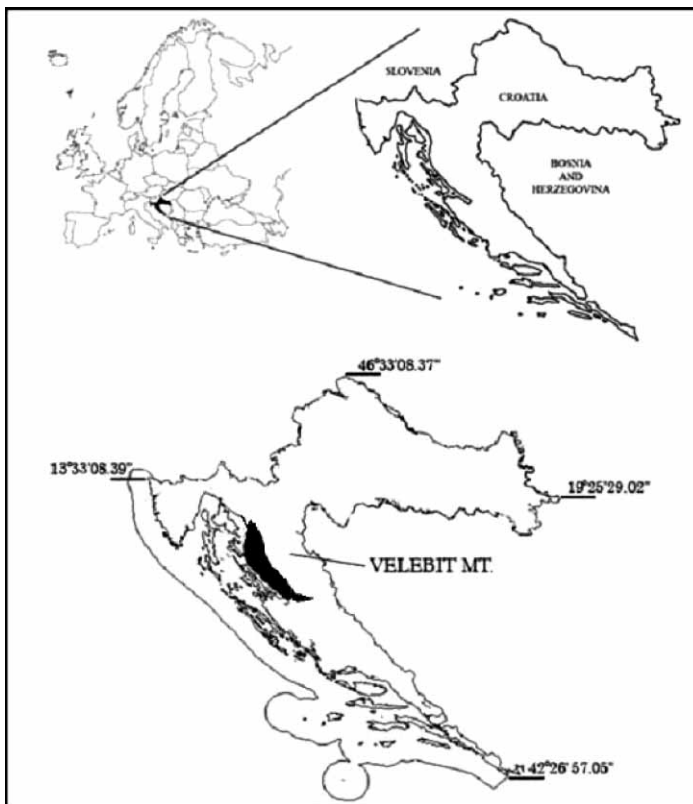 SLOVENIA
CROATIA
BOSNIA
AND
HERZEGOVINA
46°33'08.37"
13°33'08.39"
19°25'29.02"
VELEBIT MT.
42°26'57.05"